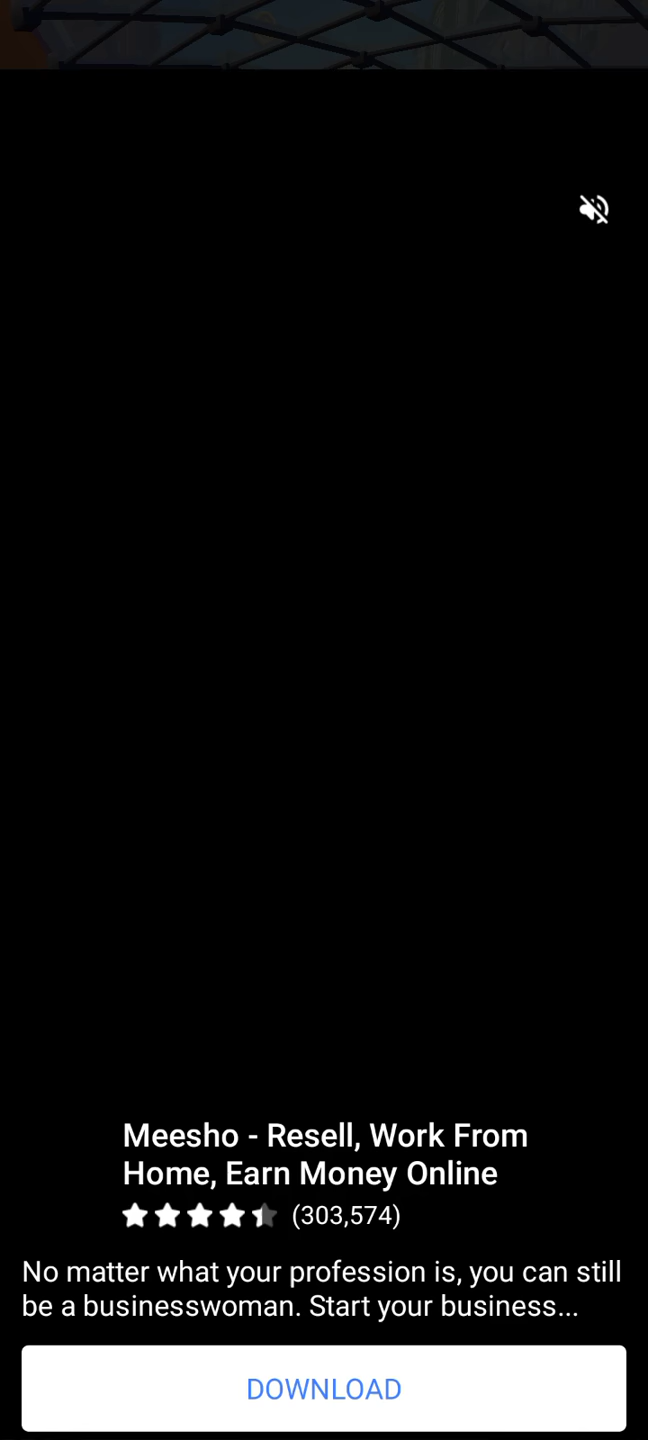 Meesho - Resell, Work From
Home, Earn Money Online
(303,574)
No matter what your profession is, you can still
be a businesswoman. Start your business...
DOWNLOAD